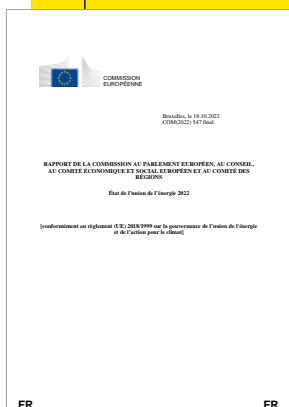 COMMISSION
EUROPÉENNE
Bruxelles, le 18.10.2022
COM(2022) 547 final
RAPPORT DE LA COMMISSION AU PARLEMENT EUROPÉEN, AU CONSEIL,
AU COMITÉ ÉCONOMIQUE ET SOCIAL EUROPÉEN ET AU COMITÉ DES
RÉGIONS
État de l'union de l'énergie 2022
[conformément au règlement (UE) 2018/1999 sur la gouvernance de l'union de l'énergie
et de l'action pour le climat]
FR FR